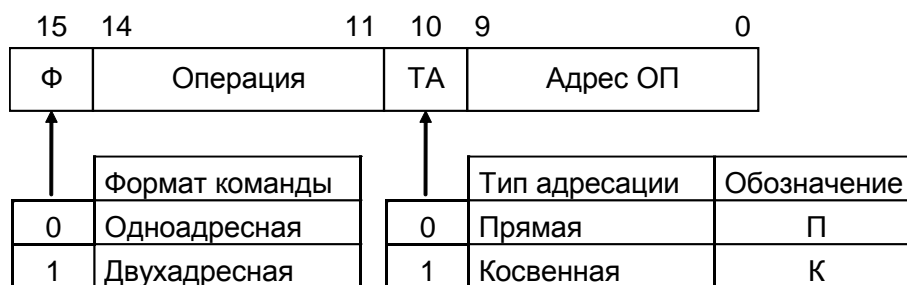 15 14 11 10 9 0
Ф Операция ТА Адрес ОП
Формат команды Тип адресации Обозначение
0 Одноадресная 0 Прямая П
1 Двухадресная 1 Косвенная К